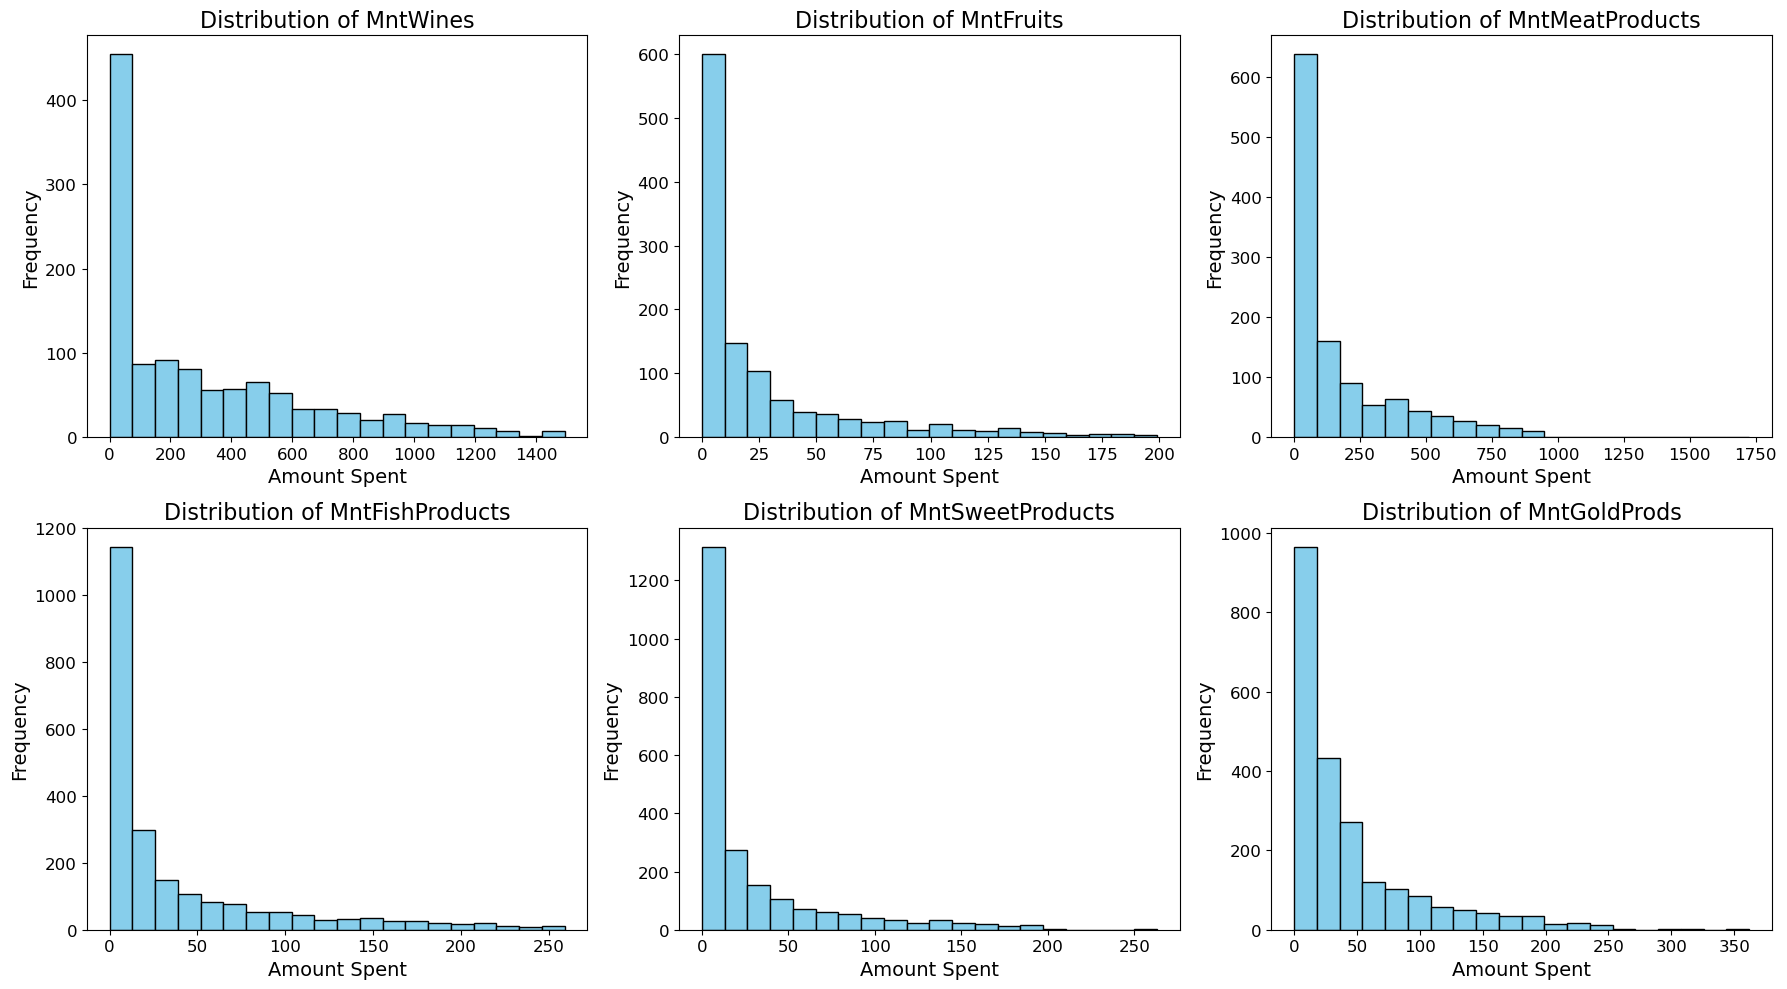 Distribution of MntWines
Distribution of MntFruits
Distribution of MntMeatProducts
Frequency
400
300
200
100
0
0 200 400 600 800 1000 1200 1400
Amount Spent
Frequency
600
500
400
300
200
100
0
0 25 50 75 100 125 150 175 200
Amount Spent
Frequency
600
500
400
300
200
100
0
0 250 500 750 1000 1250 1500 1750
Amount Spent
Distribution of MntFishProducts
Distribution of MntSweetProducts
Distribution of MntGoldProds
Frequency
1200
1000
800
600
400
200
0
0 50 100 150 200 250
Amount Spent
Frequency
1200
1000
800
600
400
200
0
0 50 100 150 200 250
Amount Spent
Frequency
1000
800
600
400
200
0
0 50 100 150 200 250 300 350
Amount Spent